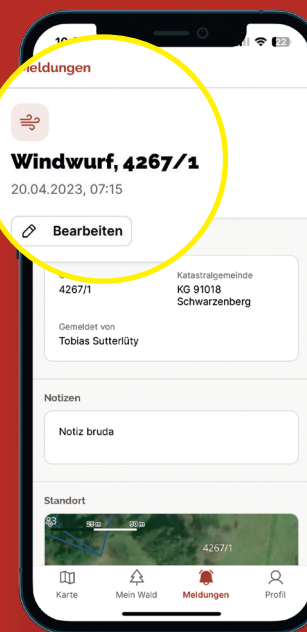 Meldungen
22
Windwurf, 4267/1
20.04.2023, 07:15
Bearbeiten
4267/1
Katastralgemeinde
KG 91018
Schwarzenberg
Gemeldet von
Tobias Sutterlüty
Notizen
Notiz bruda
Standort
25 m 50 m
4267/1
Karte Mein Wald Meldungen Profil